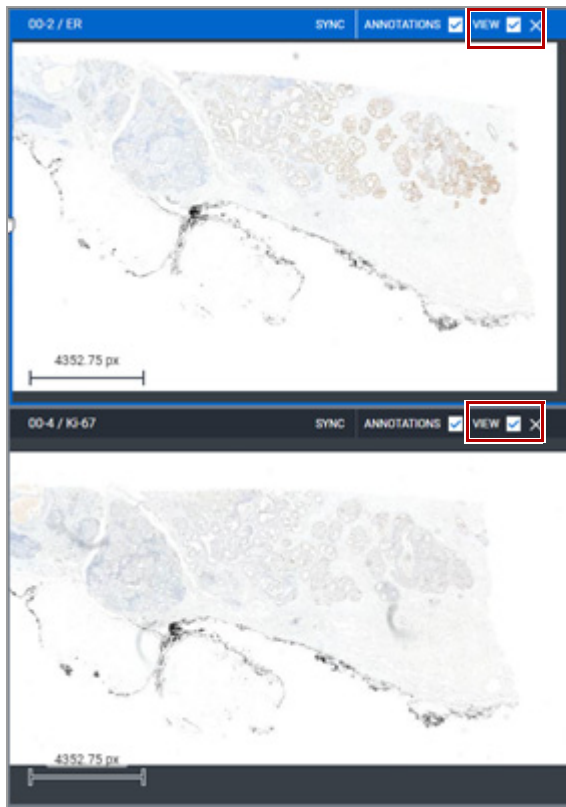 00-2 / ER SYNC ANNOTATIONS VIEW
4352.75 px
00-4 / Ki-67 SYNC ANNOTATIONS VIEW
4352.75 px